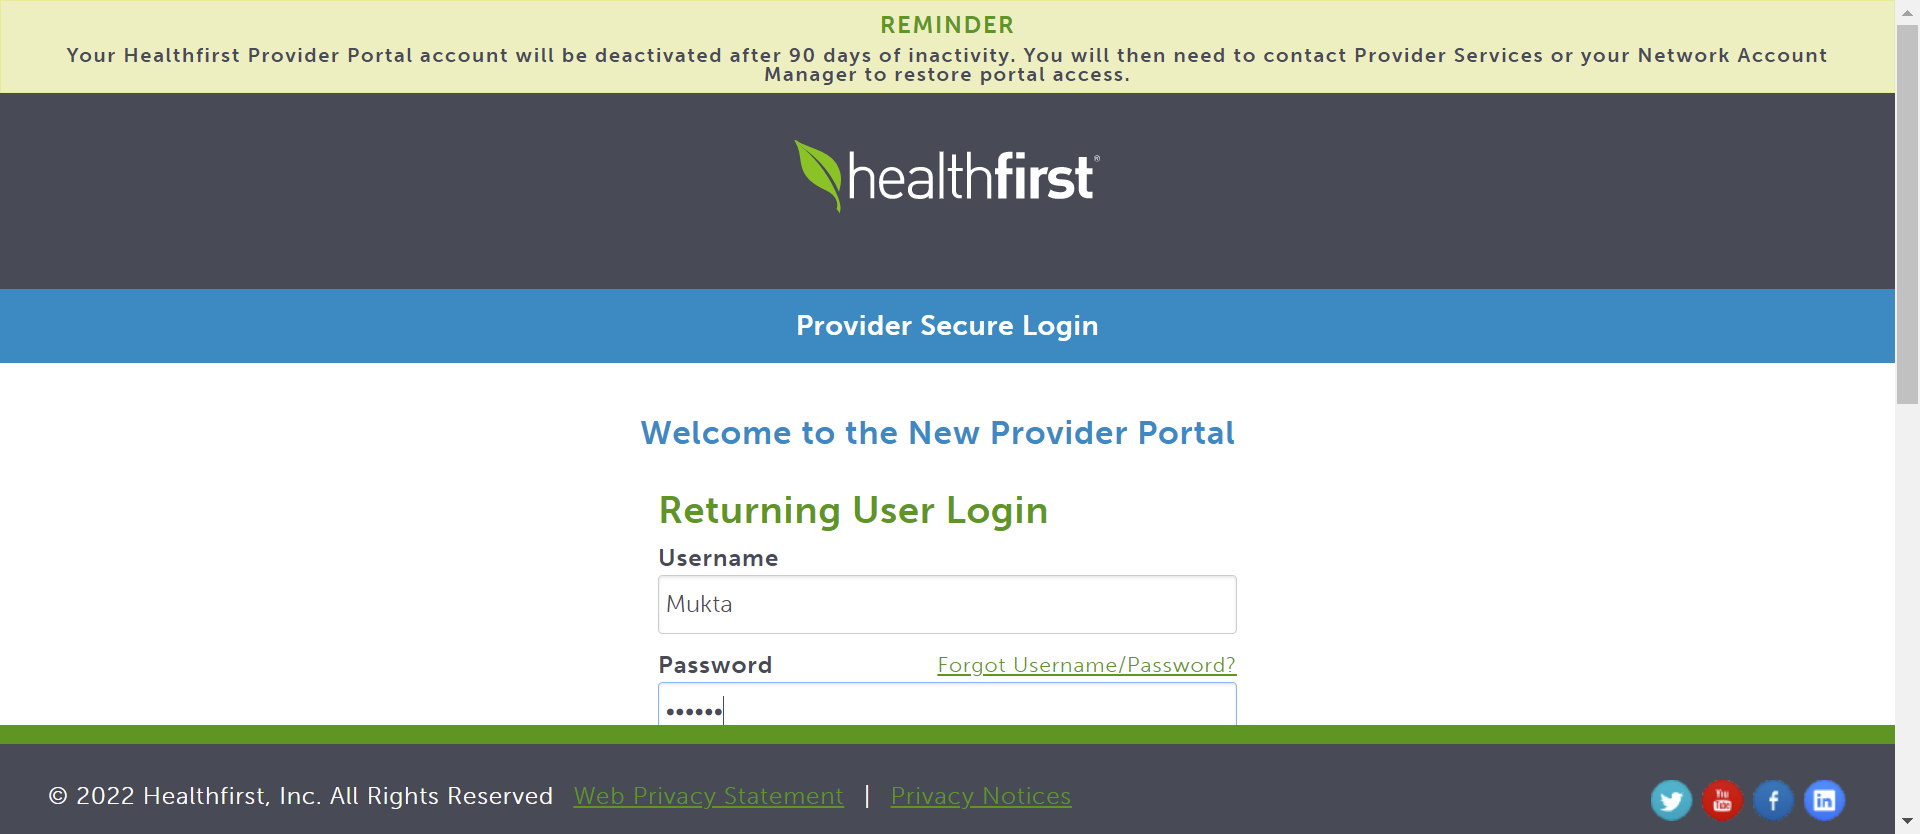 REMINDER
Your Healthfirst Provider Portal account will be deactivated after 90 days of inactivity. You will then need to contact Provider Services or your Network Account
Manager to restore portal access.
healthfirst®
Provider Secure Login
Welcome to the New Provider Portal
Returning User Login
Username
Mukta
Password Forgot Username/Password?
••••••
© 2022 Healthfirst, Inc. All Rights Reserved Web Privacy Statement | Privacy Notices